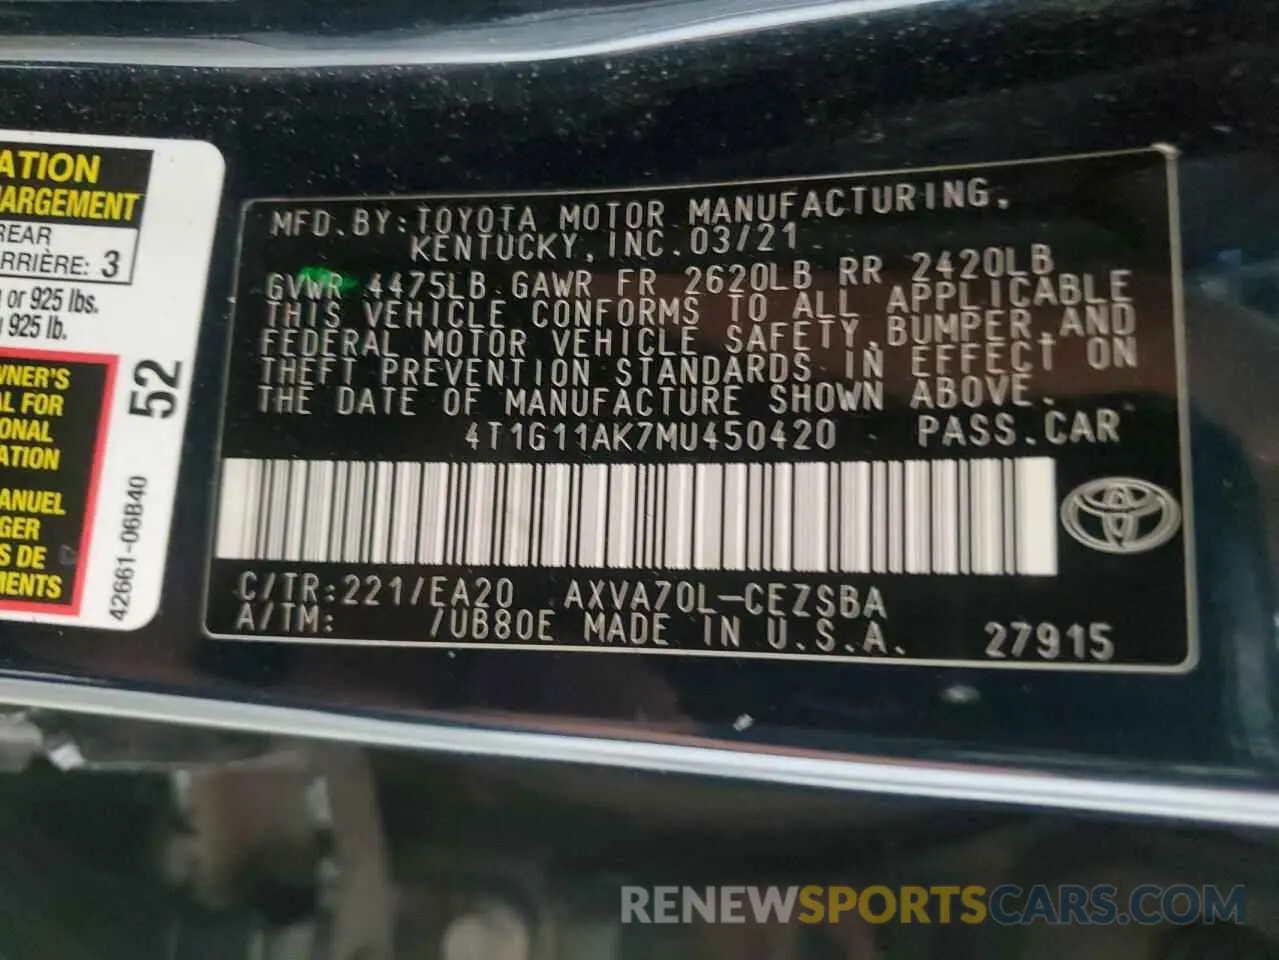 ATION
ARGEMENT
REAR
RRIÈRE: 3
or 925 lbs.
925 lb.
WNER'S
AL FOR
ONAL
ATION
ANUEL
GER
S DE
MENTS
52
42661-06B40
MFD.BY:TOYOTA MOTOR MANUFACTURING,
KENTUCKY,INC.03/21
GVWR 4475LB GAWR FR 2620LB RR 2420LB
THIS VEHICLE CONFORMS TO ALL APPLICABLE
FEDERAL MOTOR VEHICLE SAFETY,BUMPER,AND
THEFT PREVENTION STANDARDS IN EFFECT ON
THE DATE OF MANUFACTURE SHOWN ABOVE.
4T1G11AK7MU450420 PASS.CAR
C/TR:221/EA20 AXVA70L-CEZSBA
A/TM: /UB80E MADE IN U.S.A. 27915
RENEWSPORTSCARS.COM